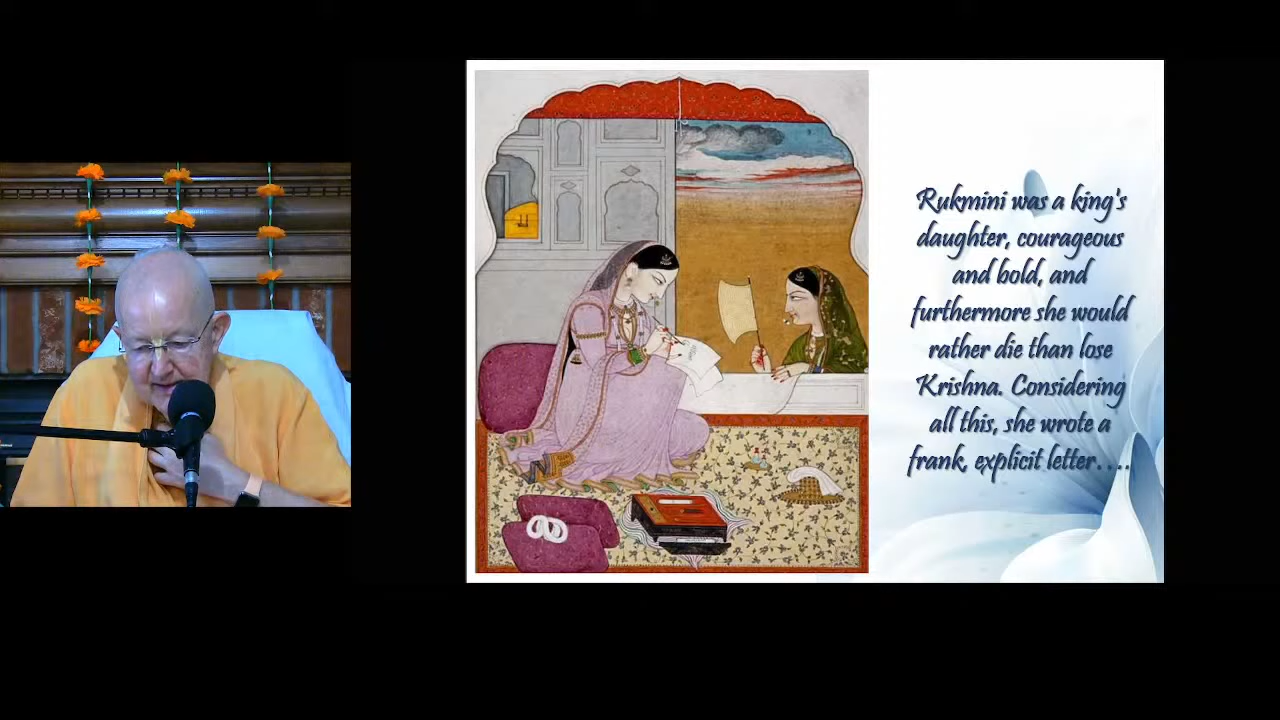 Rukmini was a king's
daughter, courageous
and bold, and
furthermore she would
rather die than lose
Krishna. Considering
all this, she wrote a
frank, explicit letter….